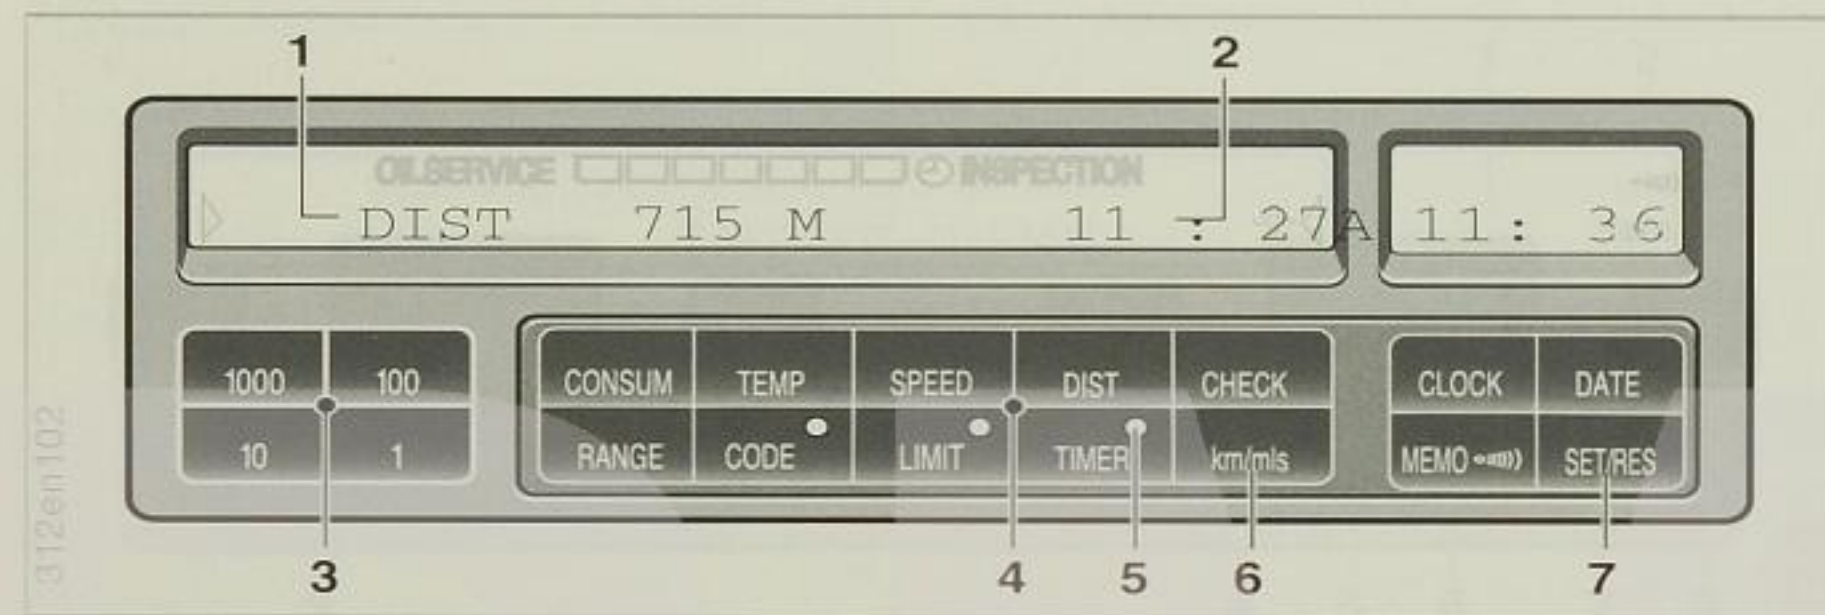 1 2
OILSERVICE INSPECTION
DIST 715 M 11 : 27A 11: 36
1000 100 CONSUM TEMP SPEED DIST CHECK CLOCK DATE
10 1 RANGE CODE LIMIT TIMER km/mls MEMO SET/RES
3 4 5 6 7
312en102